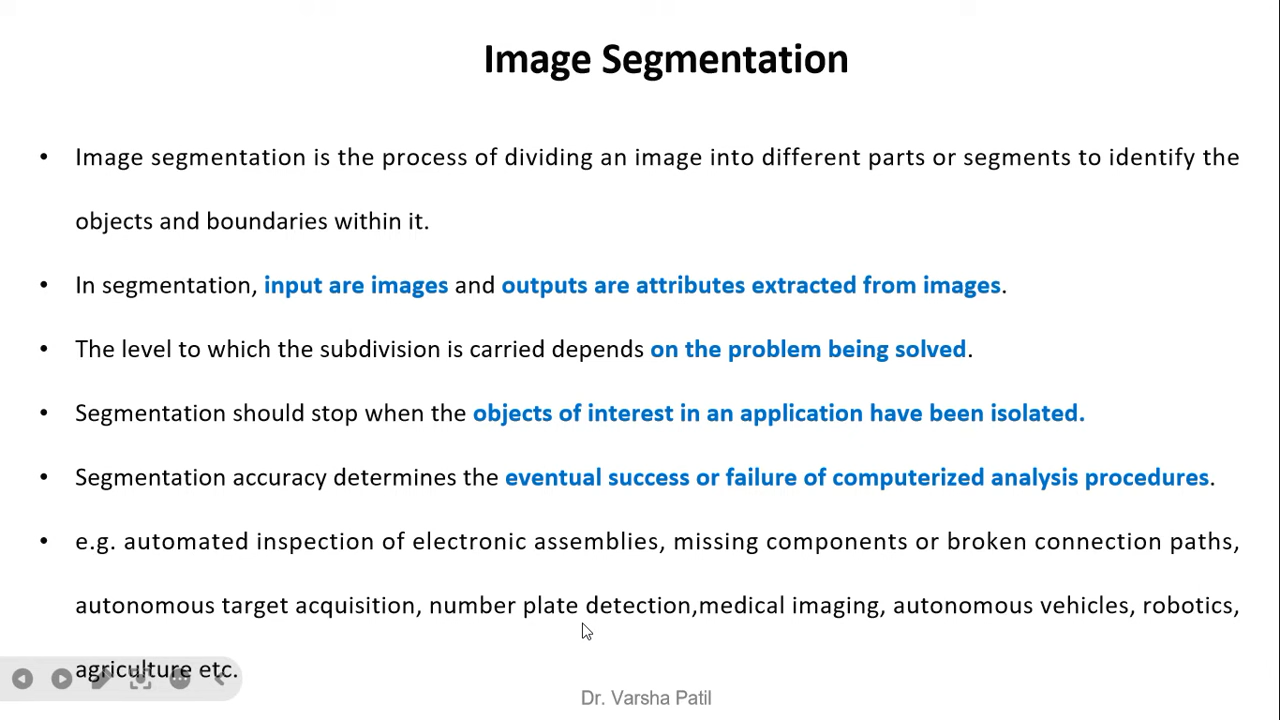 Image Segmentation
• Image segmentation is the process of dividing an image into different parts or segments to identify the
objects and boundaries within it.
• In segmentation, input are images and outputs are attributes extracted from images.
• The level to which the subdivision is carried depends on the problem being solved.
• Segmentation should stop when the objects of interest in an application have been isolated.
• Segmentation accuracy determines the eventual success or failure of computerized analysis procedures.
• e.g. automated inspection of electronic assemblies, missing components or broken connection paths,
autonomous target acquisition, number plate detection,medical imaging, autonomous vehicles, robotics,
agriculture etc.
Dr. Varsha Patil